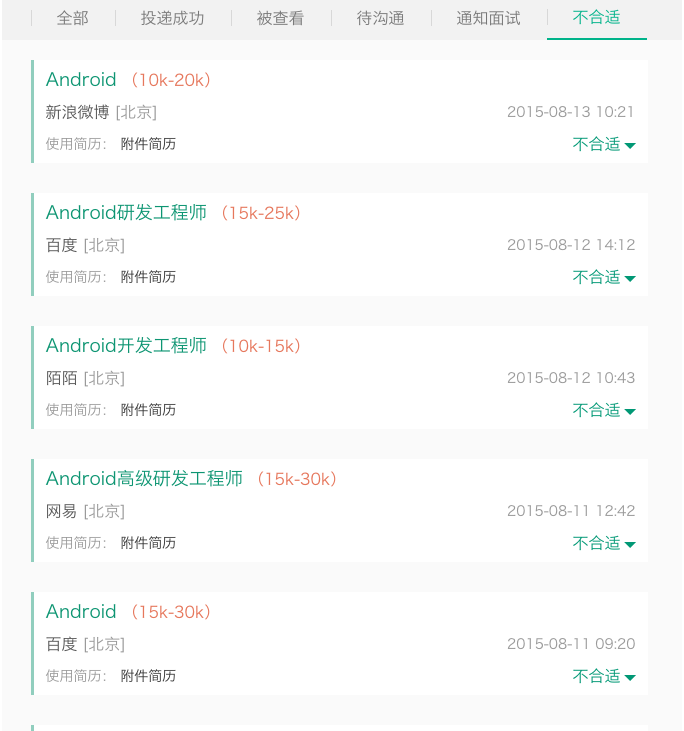 全部 投递成功 被查看 待沟通 通知面试 不合适
Android （10k-20k）
新浪微博 [北京] 2015-08-13 10:21
使用简历： 附件简历 不合适
Android研发工程师 （15k-25k）
百度 [北京] 2015-08-12 14:12
使用简历： 附件简历 不合适
Android开发工程师 （10k-15k）
陌陌 [北京] 2015-08-12 10:43
使用简历： 附件简历 不合适
Android高级研发工程师 （15k-30k）
网易 [北京] 2015-08-11 12:42
使用简历： 附件简历 不合适
Android （15k-30k）
百度 [北京] 2015-08-11 09:20
使用简历： 附件简历 不合适